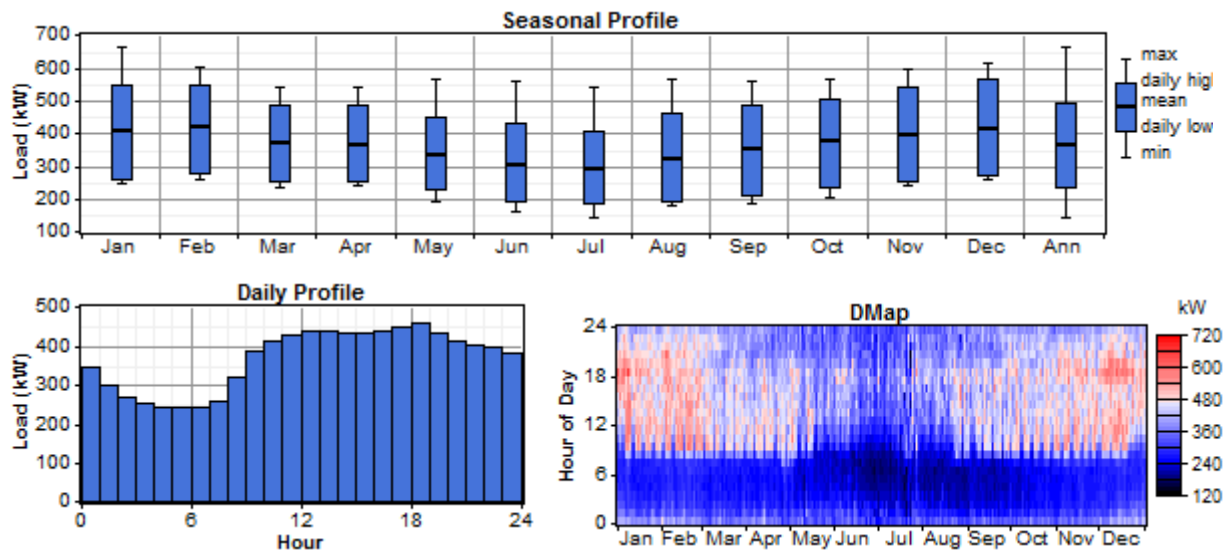 Seasonal Profile
700
600
500
400
300
200
100
Load (kW)
Jan Feb Mar Apr May Jun Jul Aug Sep Oct Nov Dec Ann
max
daily high
mean
daily low
min
Daily Profile
500
400
300
200
100
0
Load (kW)
0 6 12 18 24
Hour
DMap
24
18
12
6
0
Hour of Day
Jan Feb Mar Apr May Jun Jul Aug Sep Oct Nov Dec
kW
720
600
480
360
240
120